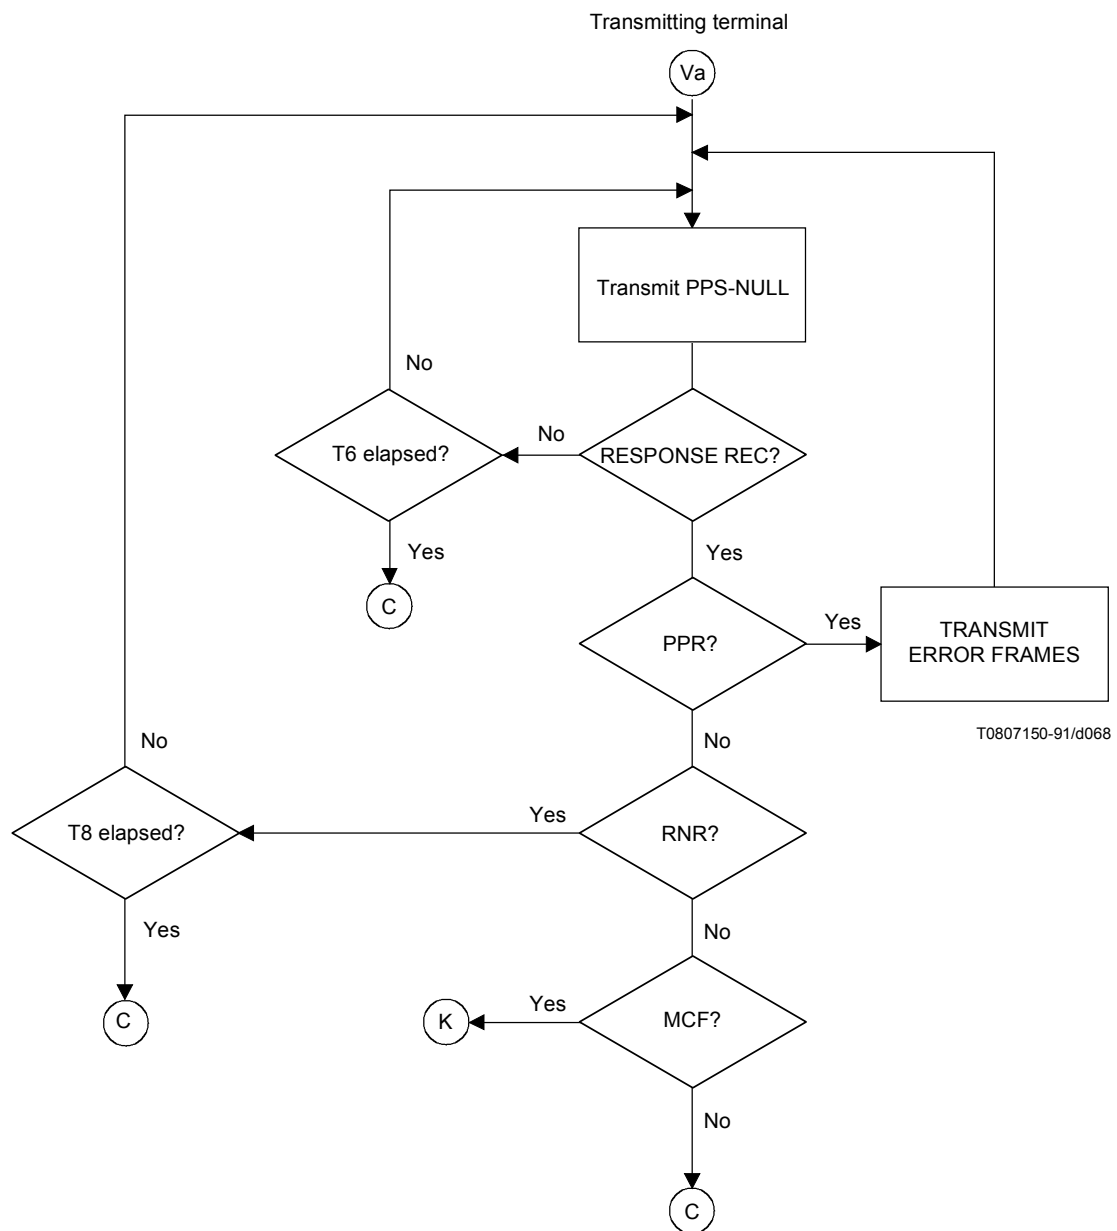 Transmitting terminal
Va
Transmit PPS-NULL
No
T6 elapsed?
No
RESPONSE REC?
Yes
C
Yes
PPR?
Yes
TRANSMIT
ERROR FRAMES
T0807150-91/d068
No
No
T8 elapsed?
Yes
RNR?
Yes
No
C
K
Yes
MCF?
No
C